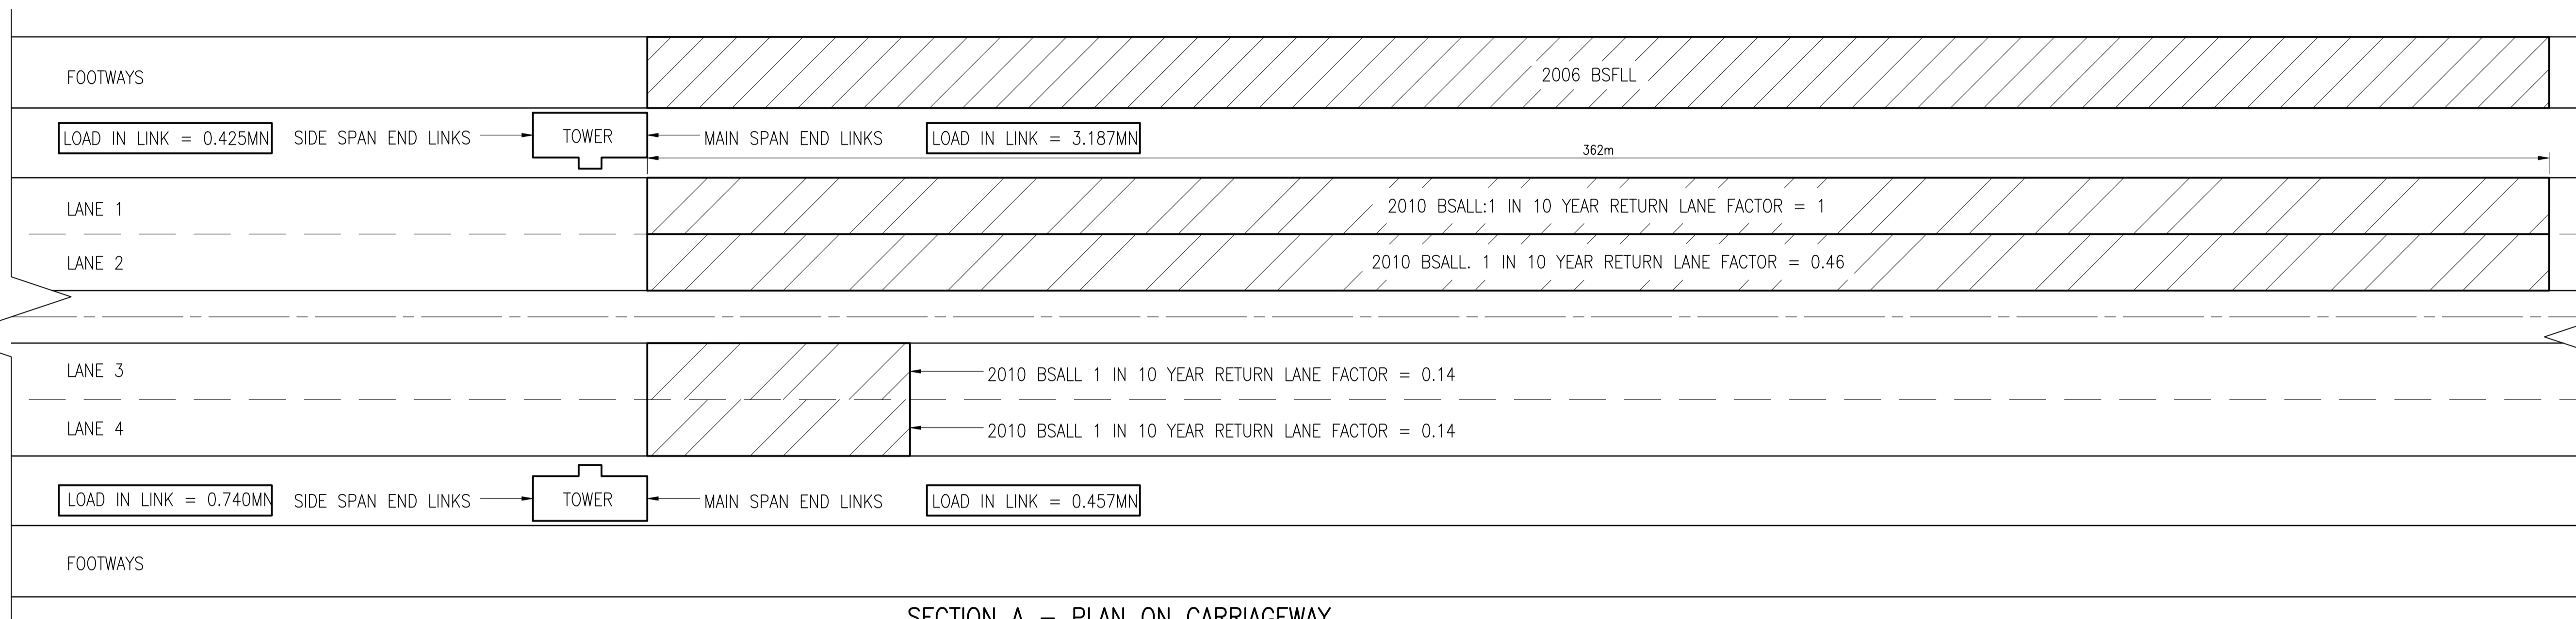 FOOTWAYS
2006 BSFLL
LOAD IN LINK = 0.425MN
SIDE SPAN END LINKS
TOWER
MAIN SPAN END LINKS
LOAD IN LINK = 3.187MN
362m
LANE 1
2010 BSALL:1 IN 10 YEAR RETURN LANE FACTOR = 1
LANE 2
2010 BSALL. 1 IN 10 YEAR RETURN LANE FACTOR = 0.46
LANE 3
2010 BSALL 1 IN 10 YEAR RETURN LANE FACTOR = 0.14
LANE 4
2010 BSALL 1 IN 10 YEAR RETURN LANE FACTOR = 0.14
LOAD IN LINK = 0.740MN
SIDE SPAN END LINKS
TOWER
MAIN SPAN END LINKS
LOAD IN LINK = 0.457MN
FOOTWAYS
SECTION A – PLAN ON CARRIAGEWAY